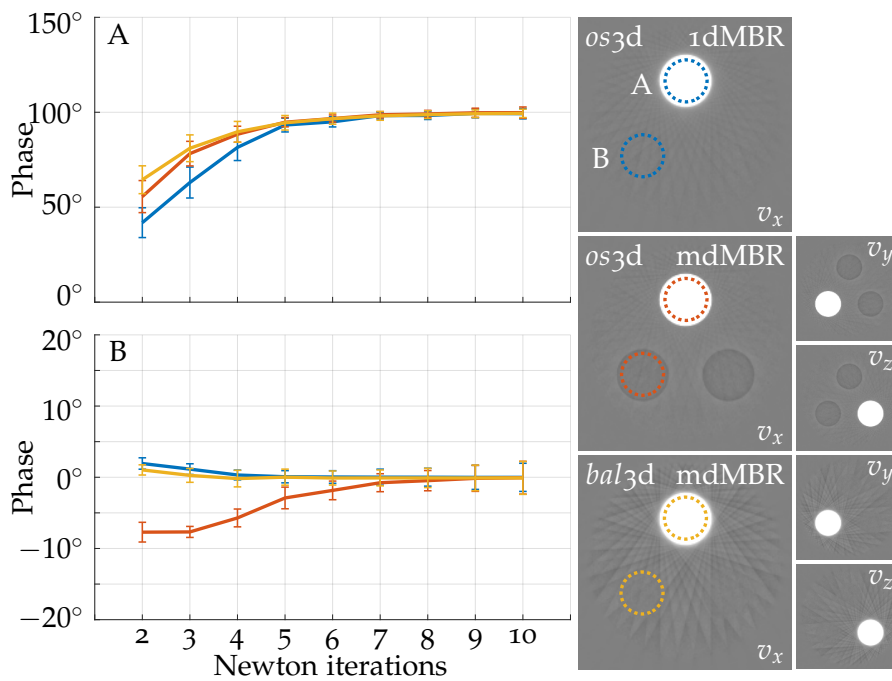 A
150°
100°
50°
0°
Phase
B
20°
10°
0°
−10°
−20°
Phase
2 3 4 5 6 7 8 9 10
Newton iterations
os3d 1dMBR
A
B
v_x
os3d mdMBR
v_x
v_y
v_z
bal3d mdMBR
v_x
v_y
v_z